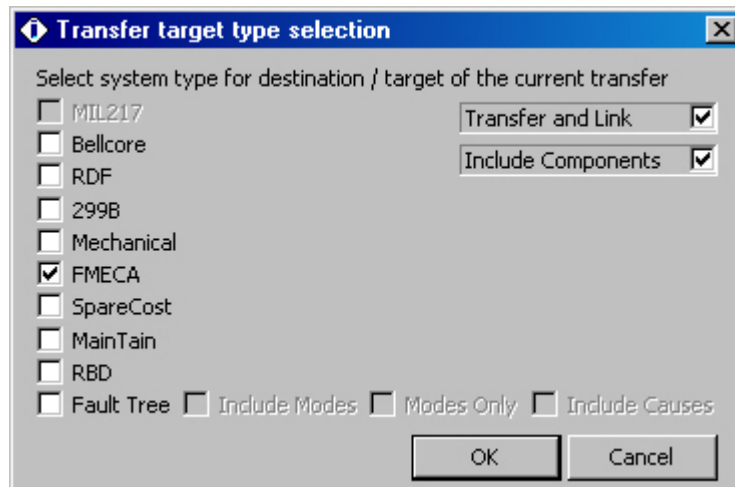 Transfer target type selection
Select system type for destination / target of the current transfer
MIL217
Transfer and Link
Bellcore
Include Components
RDF
299B
Mechanical
FMECA
SpareCost
MainTain
RBD
Fault Tree Include Modes Modes Only Include Causes
OK Cancel